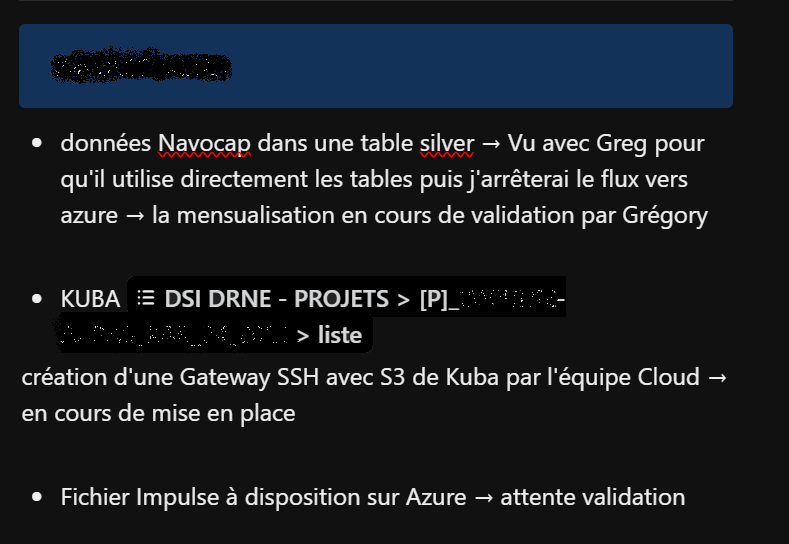 données Navocap dans une table silver → Vu avec Greg pour
qu'il utilise directement les tables puis j'arrêterai le flux vers
azure → la mensualisation en cours de validation par Grégory
KUBA DSI DRNE - PROJETS > [P]_
> liste
création d'une Gateway SSH avec S3 de Kuba par l'équipe Cloud →
en cours de mise en place
Fichier Impulse à disposition sur Azure → attente validation